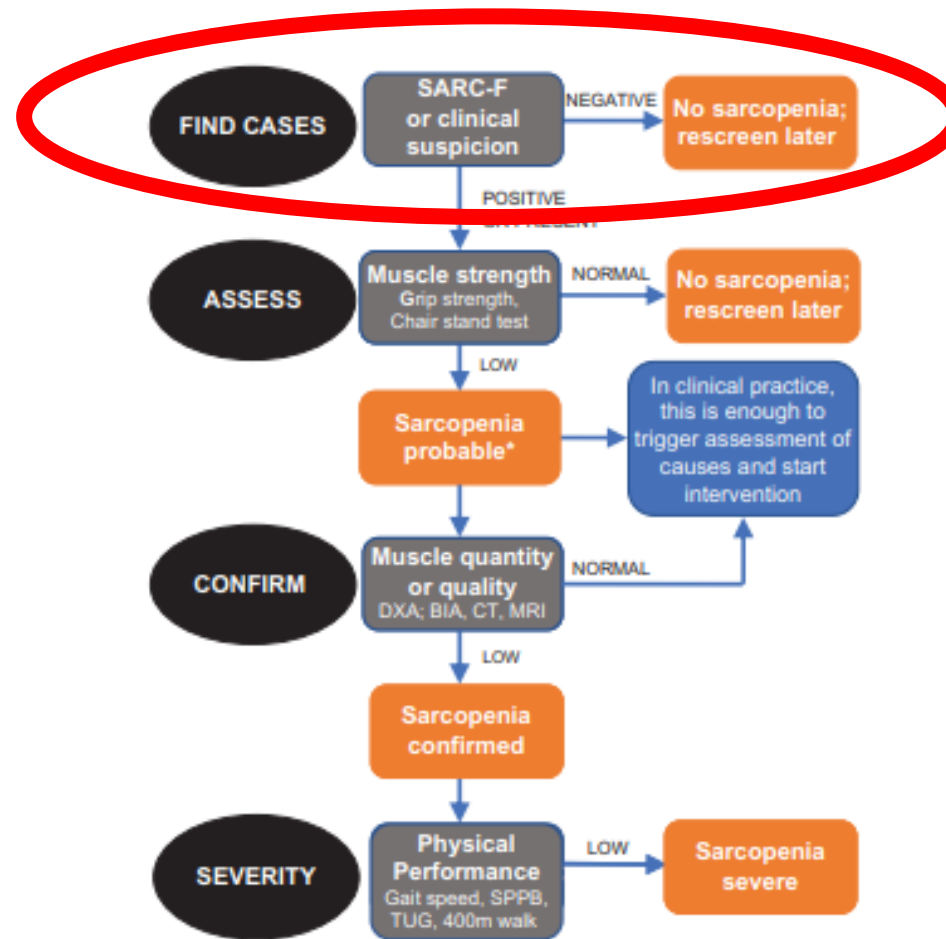 FIND CASES
SARC-F
or clinical
suspicion
NEGATIVE
No sarcopenia;
rescreen later
POSITIVE
ASSESS
Muscle strength
Grip strength,
Chair stand test
NORMAL
No sarcopenia;
rescreen later
LOW
Sarcopenia
probable*
In clinical practice,
this is enough to
trigger assessment of
causes and start
intervention
CONFIRM
Muscle quantity
or quality
DXA; BIA, CT, MRI
NORMAL
LOW
Sarcopenia
confirmed
SEVERITY
Physical
Performance
Gait speed, SPPB,
TUG, 400m walk
LOW
Sarcopenia
severe